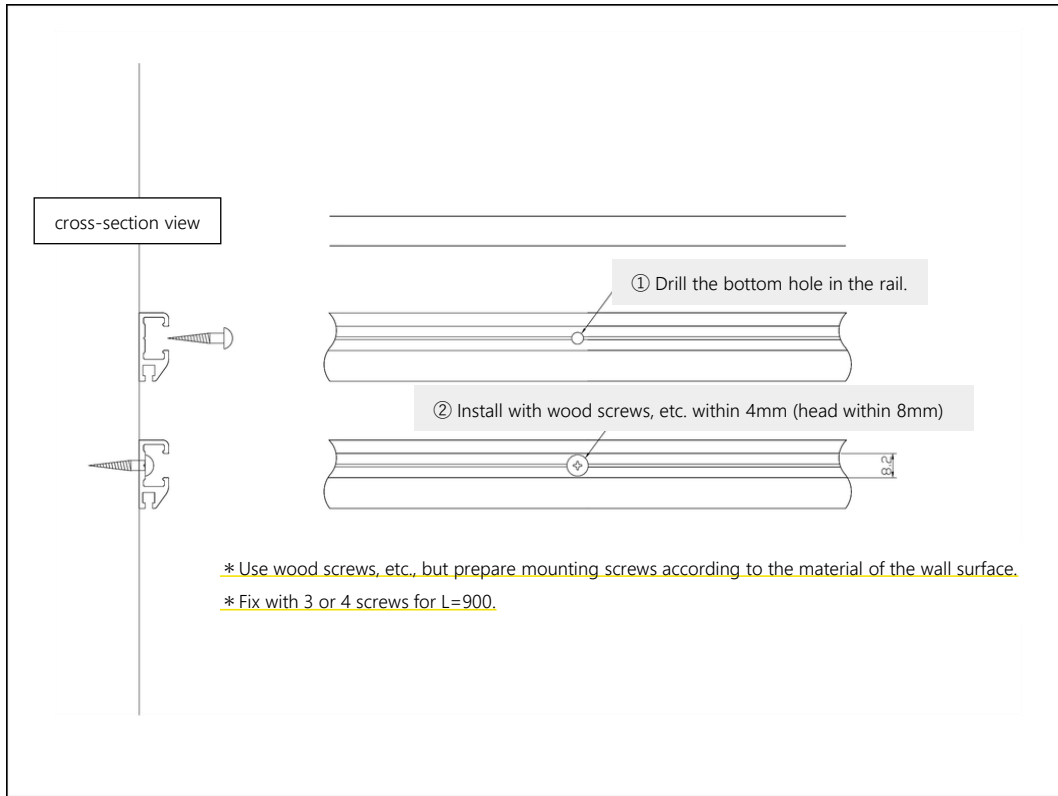 cross-section view
① Drill the bottom hole in the rail.
② Install with wood screws, etc. within 4mm (head within 8mm)
8.2
＊Use wood screws, etc., but prepare mounting screws according to the material of the wall surface.
＊Fix with 3 or 4 screws for L=900.